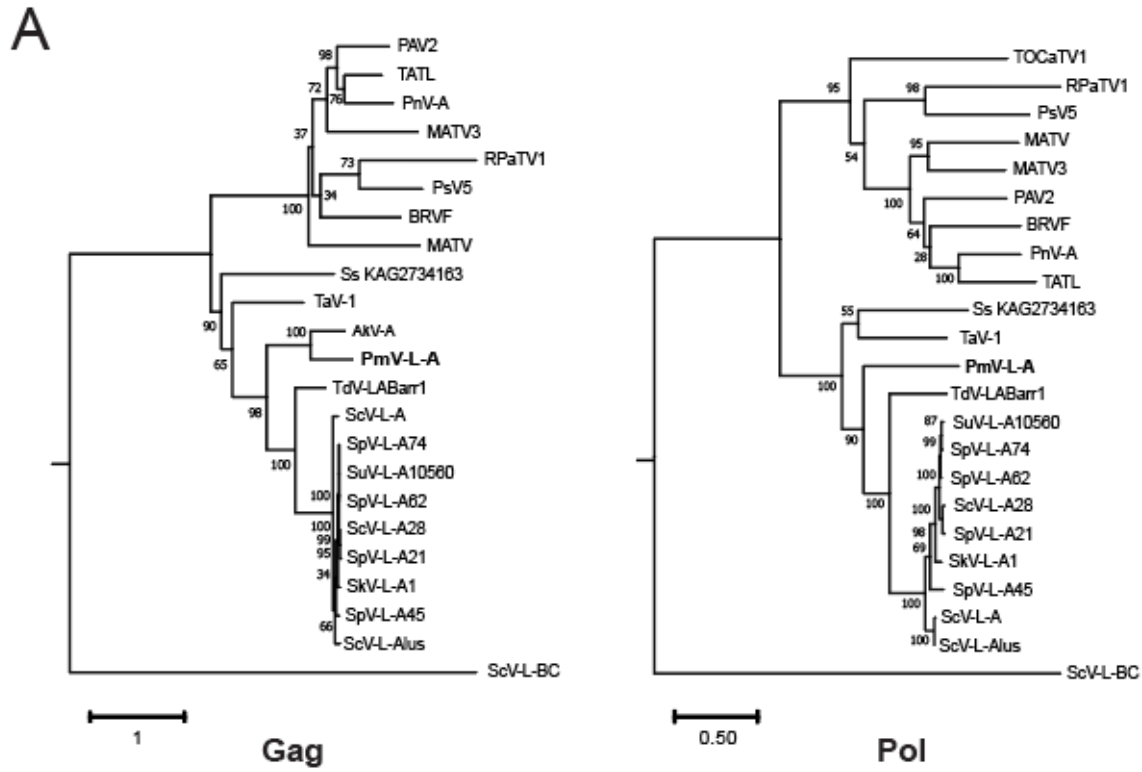 A
PAV2
98
TATL
72
76
PnV-A
MATV3
37
RPaTV1
73
PsV5
34
BRVF
100
MATV
Ss KAG2734163
TaV-1
90
AkV-A
100
65
PmV-L-A
TdV-LABarr1
98
ScV-L-A
SpV-L-A74
100
SuV-L-A10560
100
SpV-L-A62
100
ScV-L-A28
99
95
SpV-L-A21
34
SkV-L-A1
SpV-L-A45
66
ScV-L-Alus
ScV-L-BC
1
Gag
TOCaTV1
95
98
RPaTV1
PsV5
MATV
95
54
MATV3
100
PAV2
BRVF
64
PnV-A
28
100
TATL
55
Ss KAG2734163
TaV-1
100
PmV-L-A
TdV-LABarr1
90
87
SuV-L-A10560
99
SpV-L-A74
100
SpV-L-A62
100
ScV-L-A28
100
98
SpV-L-A21
69
SkV-L-A1
SpV-L-A45
100
ScV-L-A
100
ScV-L-Alus
ScV-L-BC
0.50
Pol